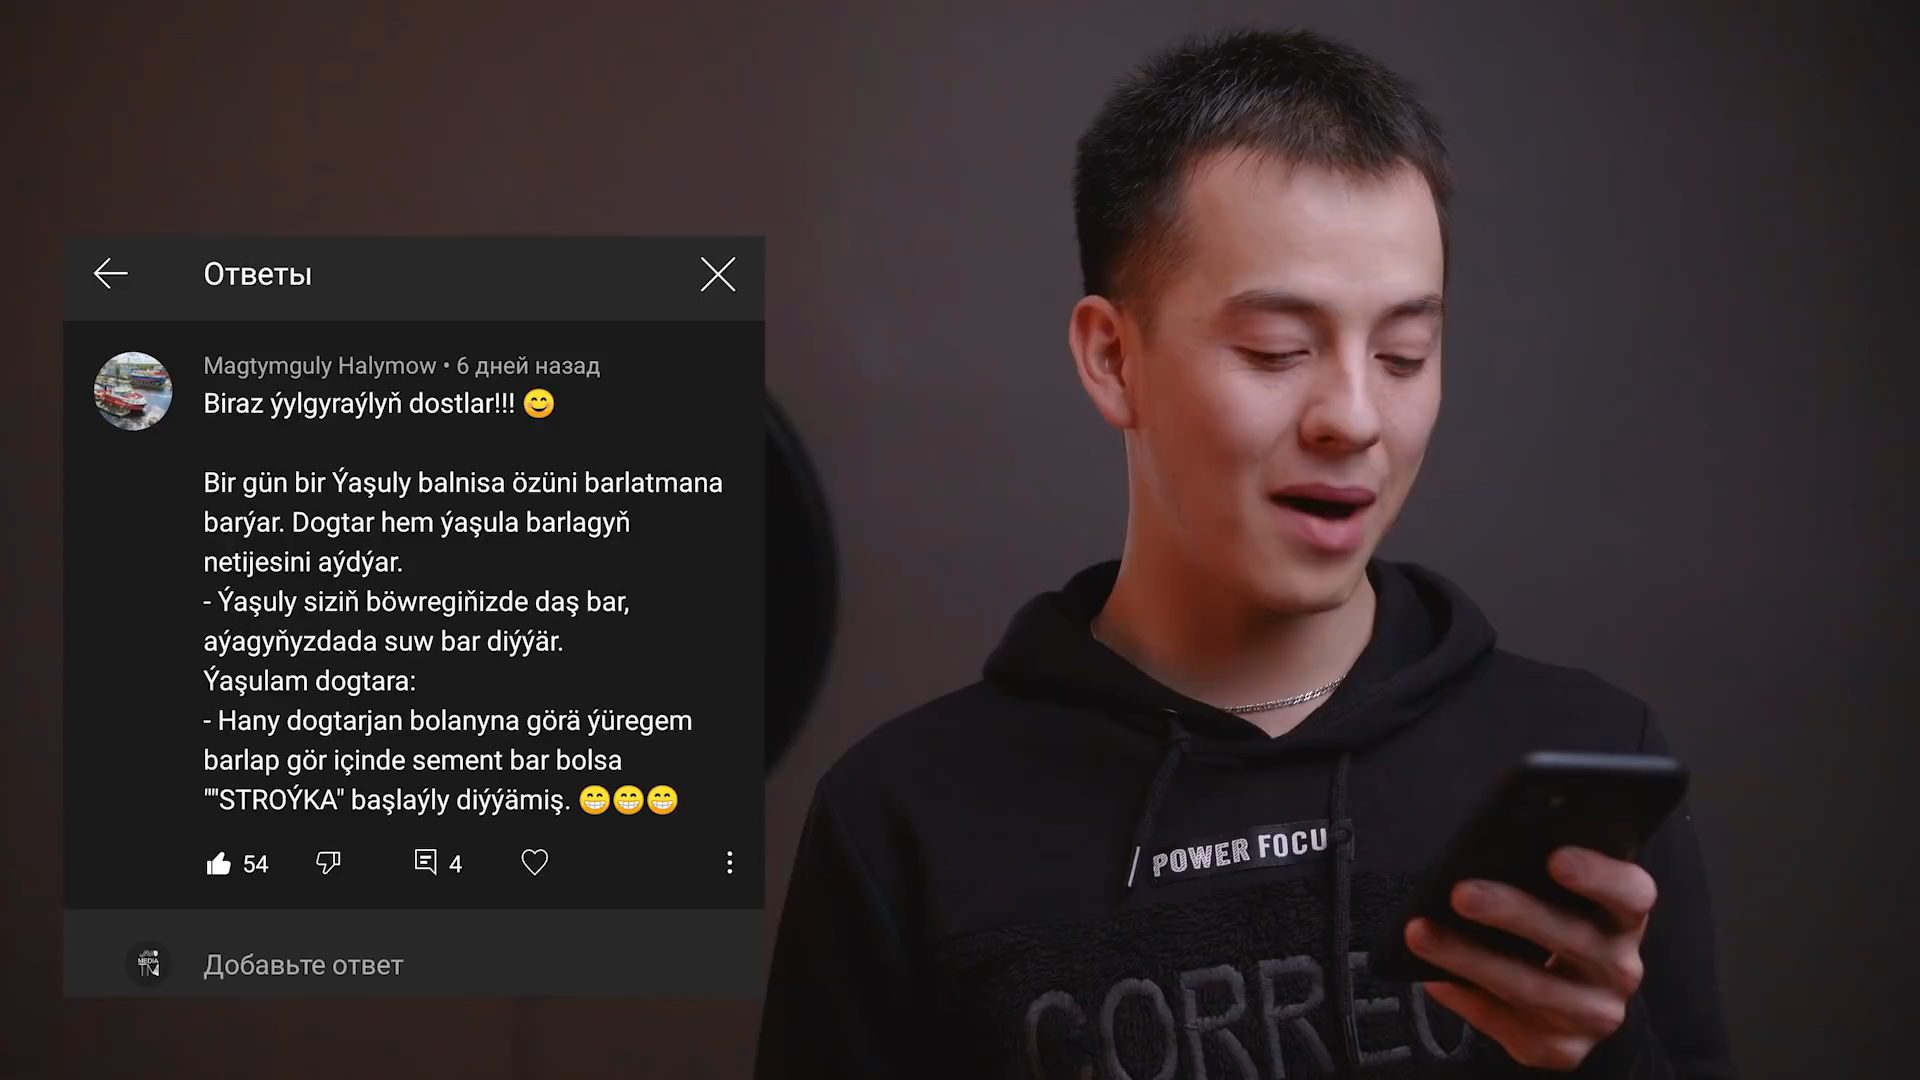 Ответы
Magtymguly Halymow • 6 дней назад
Biraz ýylgyraýlyň dostlar!!! 😊
Bir gün bir Ýaşuly balnisa özüni barlatmana
barýar. Dogtar hem ýaşula barlagyň
netijesini aýdýar.
- Ýaşuly siziň böwregiňizde daş bar,
aýagyňyzdada suw bar diýýär.
Ýaşulam dogtara:
- Hany dogtarjan bolanyna görä ýüregem
barlap gör içinde sement bar bolsa
""STROÝKA" başlaýly diýýämiş. 😁😁😁
54 4
Добавьте ответ
MEDIA
POWER FOCU
CORREC